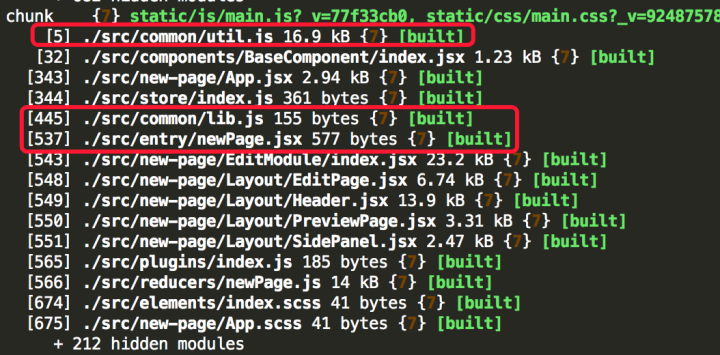 chunk {7} static/js/main.js?_v=77f33cb0, static/css/main.css?_v=92487578
[5] ./src/common/util.js 16.9 kB {7} [built]
[32] ./src/components/BaseComponent/index.jsx 1.23 kB {7} [built]
[343] ./src/new-page/App.jsx 2.94 kB {7} [built]
[344] ./src/store/index.js 361 bytes {7} [built]
[445] ./src/common/lib.js 155 bytes {7} [built]
[537] ./src/entry/newPage.jsx 577 bytes {7} [built]
[543] ./src/new-page/EditModule/index.jsx 23.2 kB {7} [built]
[548] ./src/new-page/Layout/EditPage.jsx 6.74 kB {7} [built]
[549] ./src/new-page/Layout/Header.jsx 13.9 kB {7} [built]
[550] ./src/new-page/Layout/PreviewPage.jsx 3.31 kB {7} [built]
[551] ./src/new-page/Layout/SidePanel.jsx 2.47 kB {7} [built]
[565] ./src/plugins/index.js 185 bytes {7} [built]
[566] ./src/reducers/newPage.js 14 kB {7} [built]
[674] ./src/elements/index.scss 41 bytes {7} [built]
[675] ./src/new-page/App.scss 41 bytes {7} [built]
+ 212 hidden modules